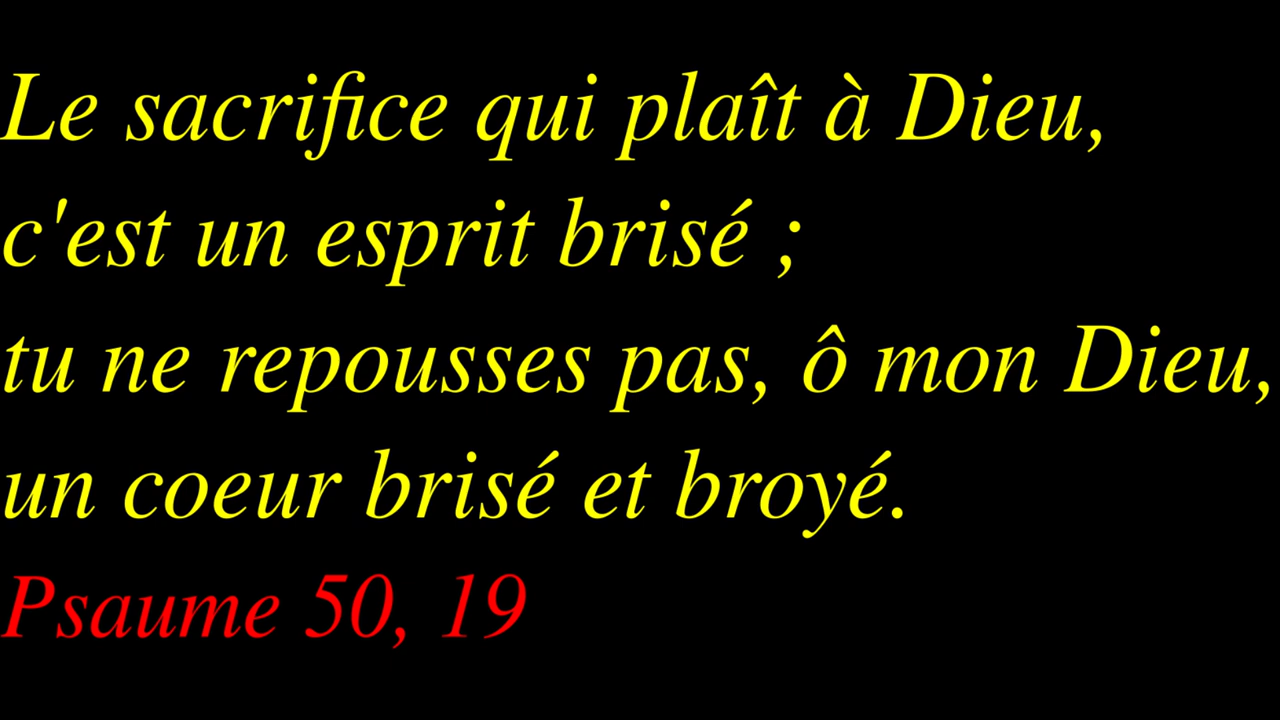 Le sacrifice qui plaît à Dieu,
c'est un esprit brisé ;
tu ne repousses pas, ô mon Dieu,
un coeur brisé et broyé.
Psaume 50, 19